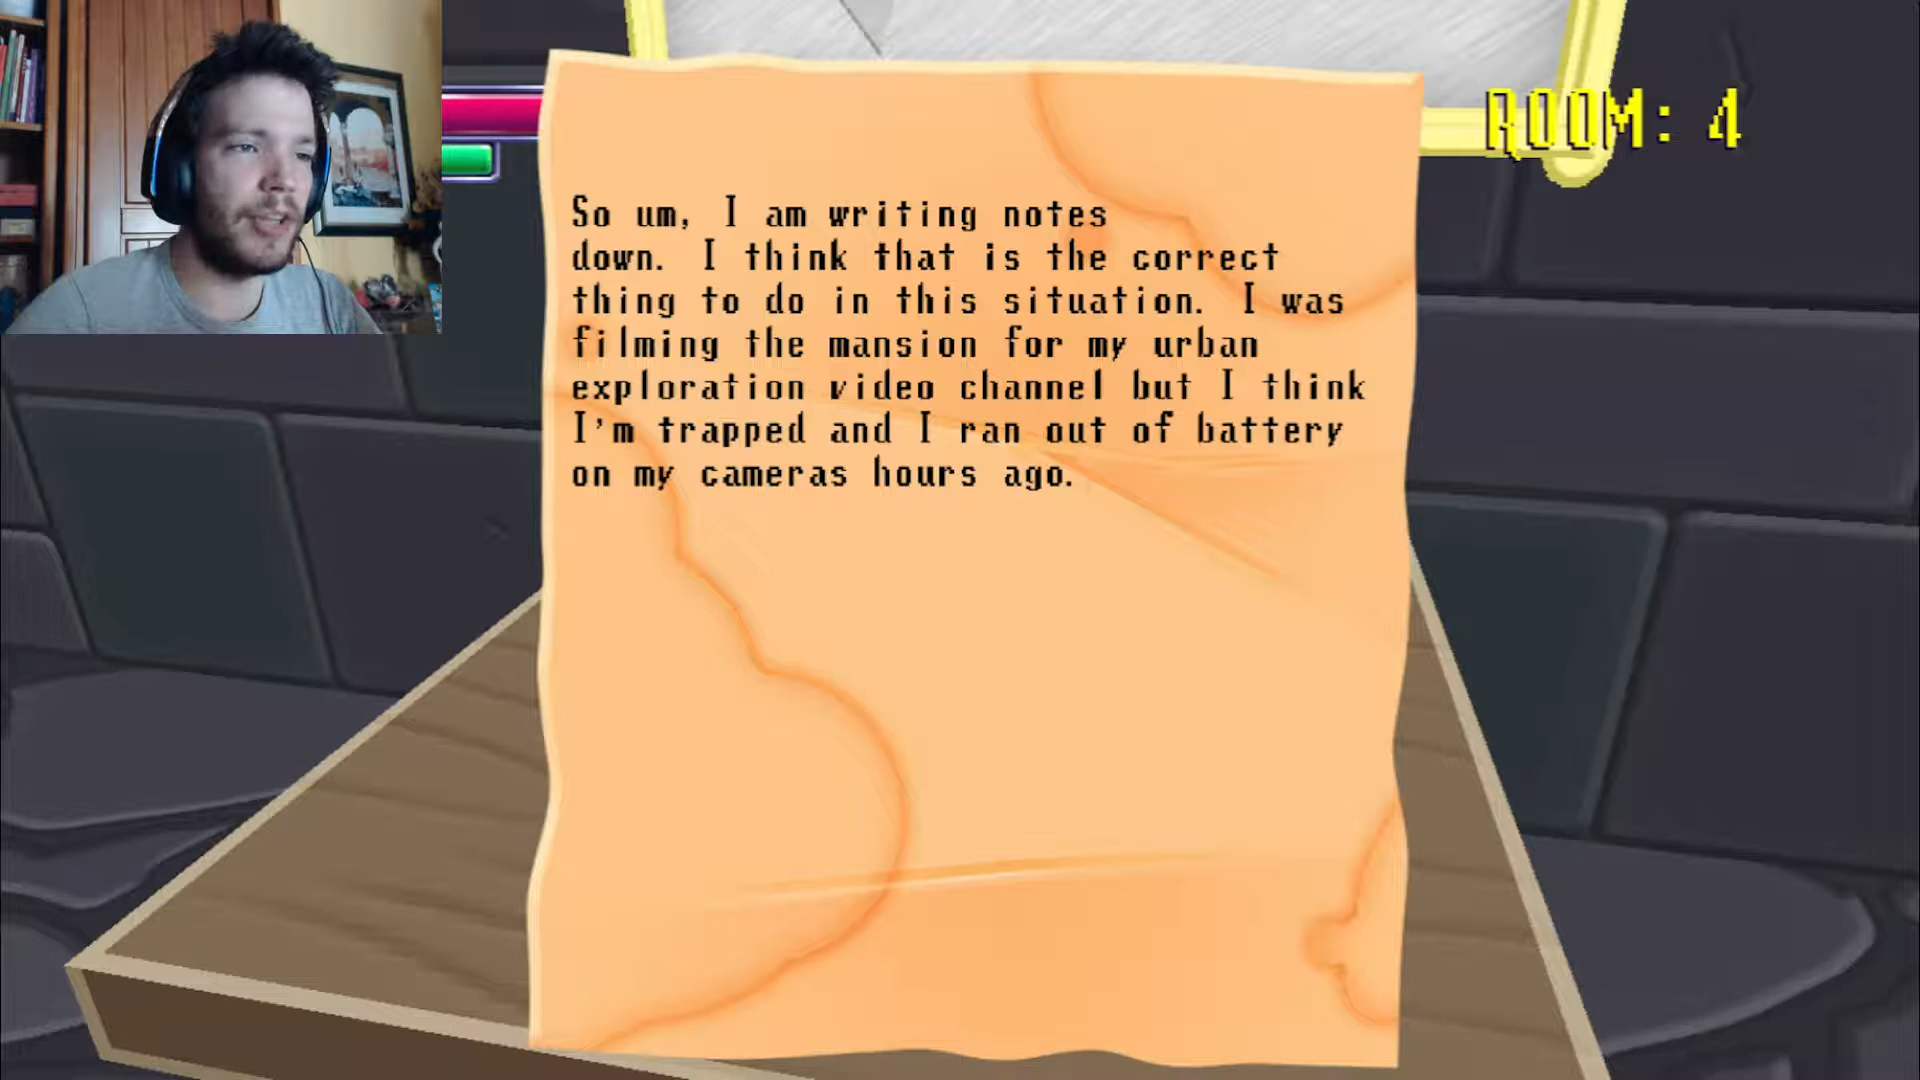 ROOM: 4
So um, I am writing notes
down. I think that is the correct
thing to do in this situation. I was
filming the mansion for my urban
exploration video channel but I think
I'm trapped and I ran out of battery
on my cameras hours ago.